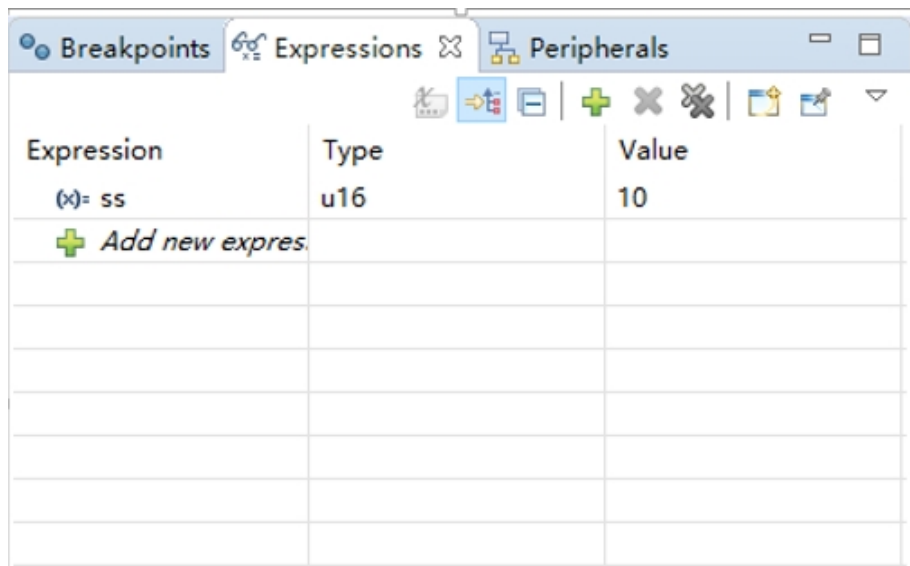 Breakpoints Expressions Peripherals
Expression Type Value
(x)= ss u16 10
Add new expres